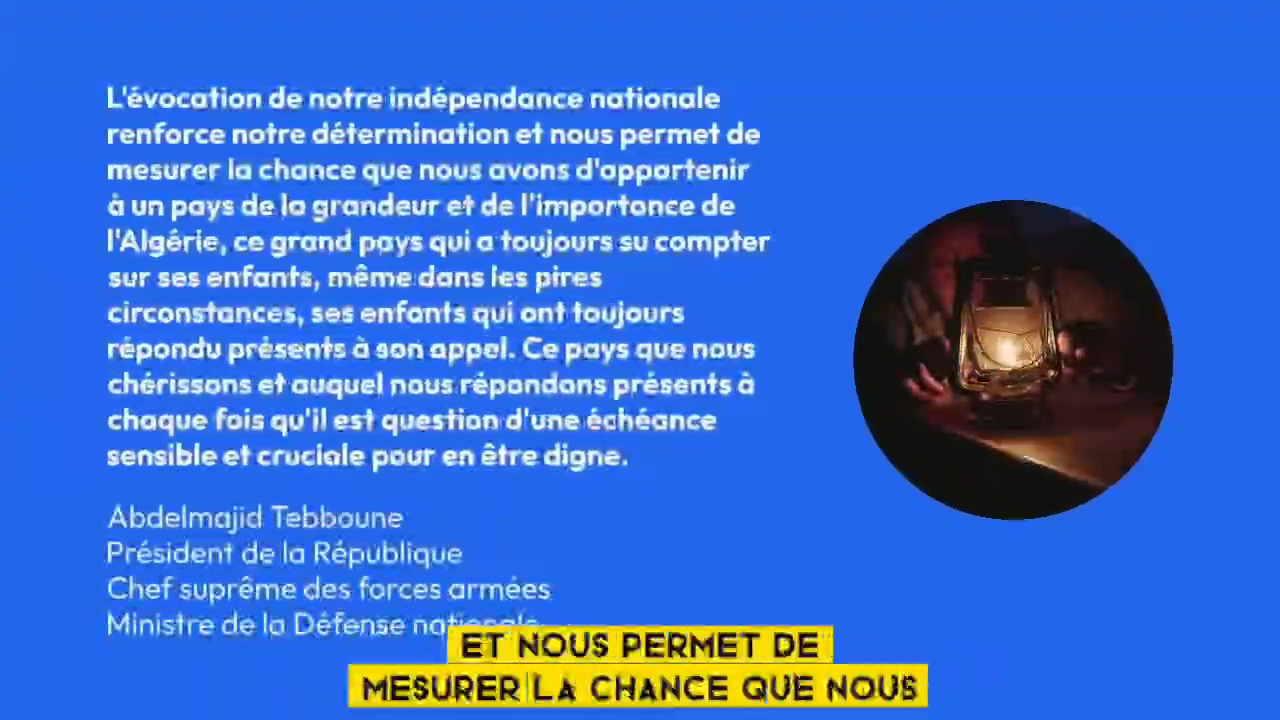 L'évocation de notre indépendance nationale
renforce notre détermination et nous permet de
mesurer la chance que nous avons d'appartenir
à un pays de la grandeur et de l'importance de
l'Algérie, ce grand pays qui a toujours su compter
sur ses enfants, même dans les pires
circonstances, ses enfants qui ont toujours
répondu présents à son appel. Ce pays que nous
chérissons et auquel nous répondons présents à
chaque fois qu'il est question d'une échéance
sensible et cruciale pour en être digne.
Abdelmajid Tebboune
Président de la République
Chef suprême des forces armées
Ministre de la Défense nationale
ET NOUS PERMET DE
MESURER LA CHANCE QUE NOUS